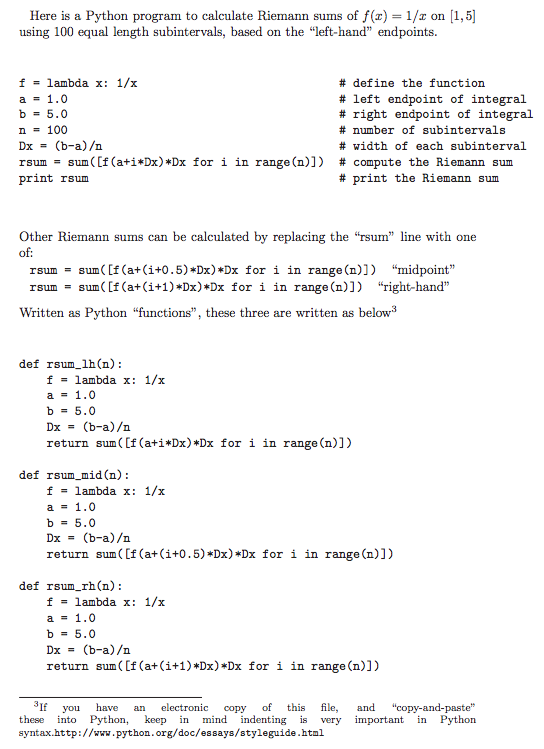 Here is a Python program to calculate Riemann sums of f(x) = 1/x on [1, 5]
using 100 equal length subintervals, based on the “left-hand” endpoints.
f = lambda x: 1/x # define the function
a = 1.0 # left endpoint of integral
b = 5.0 # right endpoint of integral
n = 100 # number of subintervals
Dx = (b-a)/n # width of each subinterval
rsum = sum([f(a+i*Dx)*Dx for i in range(n)]) # compute the Riemann sum
print rsum # print the Riemann sum
Other Riemann sums can be calculated by replacing the “rsum” line with one
of:
rsum = sum([f(a+(i+0.5)*Dx)*Dx for i in range(n)]) “midpoint”
rsum = sum([f(a+(i+1)*Dx)*Dx for i in range(n)]) “right-hand”
Written as Python “functions”, these three are written as below³
def rsum_lh(n):
    f = lambda x: 1/x
    a = 1.0
    b = 5.0
    Dx = (b-a)/n
    return sum([f(a+i*Dx)*Dx for i in range(n)])
def rsum_mid(n):
    f = lambda x: 1/x
    a = 1.0
    b = 5.0
    Dx = (b-a)/n
    return sum([f(a+(i+0.5)*Dx)*Dx for i in range(n)])
def rsum_rh(n):
    f = lambda x: 1/x
    a = 1.0
    b = 5.0
    Dx = (b-a)/n
    return sum([f(a+(i+1)*Dx)*Dx for i in range(n)])
³If you have an electronic copy of this file, and “copy-and-paste”
these into Python, keep in mind indenting is very important in Python
syntax.http://www.python.org/doc/essays/styleguide.html